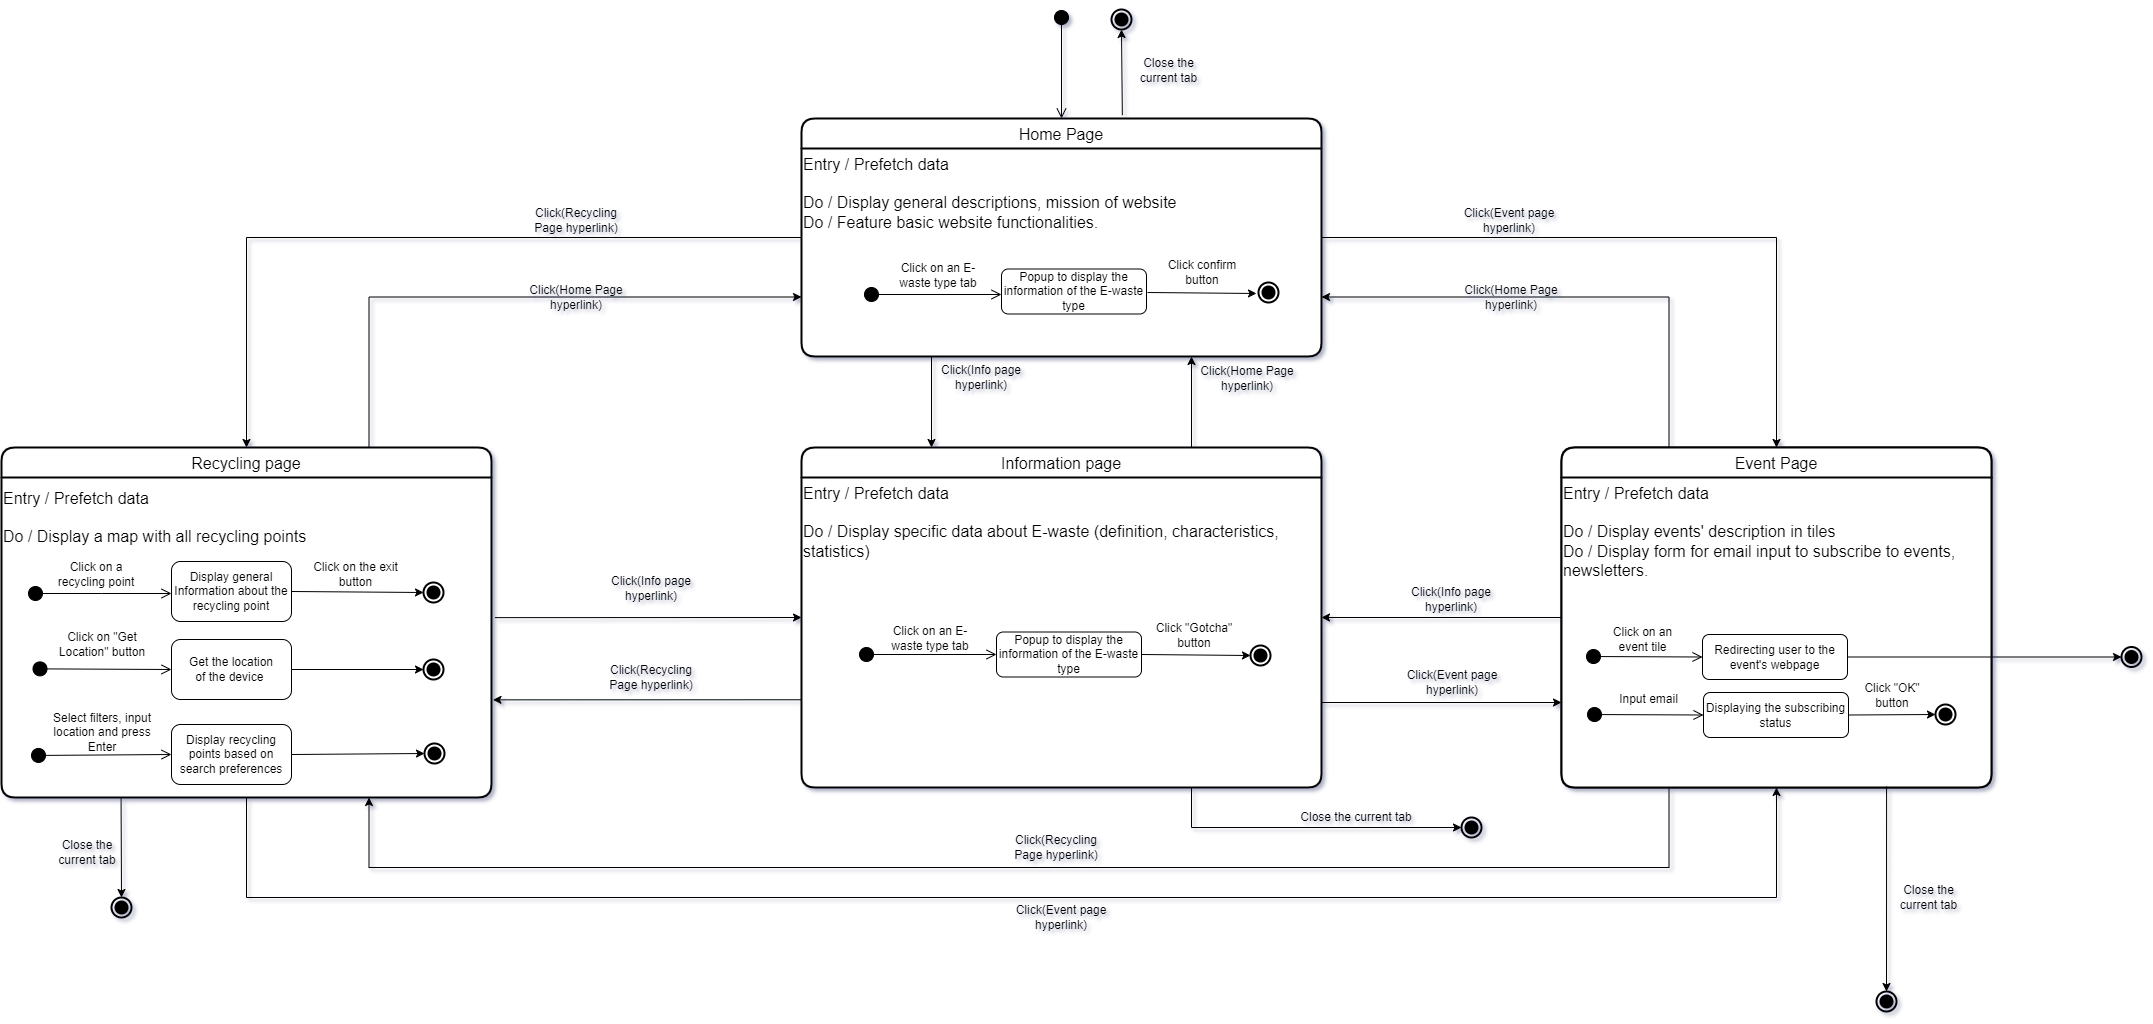 Close the
current tab
Home Page
Entry / Prefetch data
Do / Display general descriptions, mission of website
Do / Feature basic website functionalities.
Click on an E-
waste type tab
Popup to display the
information of the E-waste
type
Click confirm
button
Click(Recycling
Page hyperlink)
Click(Event page
hyperlink)
Click(Home Page
hyperlink)
Click(Home Page
hyperlink)
Click(Info page
hyperlink)
Click(Home Page
hyperlink)
Recycling page
Entry / Prefetch data
Do / Display a map with all recycling points
Click on a
recycling point
Display general
Information about the
recycling point
Click on the exit
button
Click on "Get
Location" button
Get the location
of the device
Select filters, input
location and press
Enter
Display recycling
points based on
search preferences
Click(Info page
hyperlink)
Click(Recycling
Page hyperlink)
Information page
Entry / Prefetch data
Do / Display specific data about E-waste (definition, characteristics,
statistics)
Click on an E-
waste type tab
Popup to display the
information of the E-waste
type
Click "Gotcha"
button
Click(Info page
hyperlink)
Click(Event page
hyperlink)
Event Page
Entry / Prefetch data
Do / Display events' description in tiles
Do / Display form for email input to subscribe to events,
newsletters.
Click on an
event tile
Redirecting user to the
event's webpage
Input email
Displaying the subscribing
status
Click "OK"
button
Close the
current tab
Close the current tab
Click(Recycling
Page hyperlink)
Click(Event page
hyperlink)
Close the
current tab